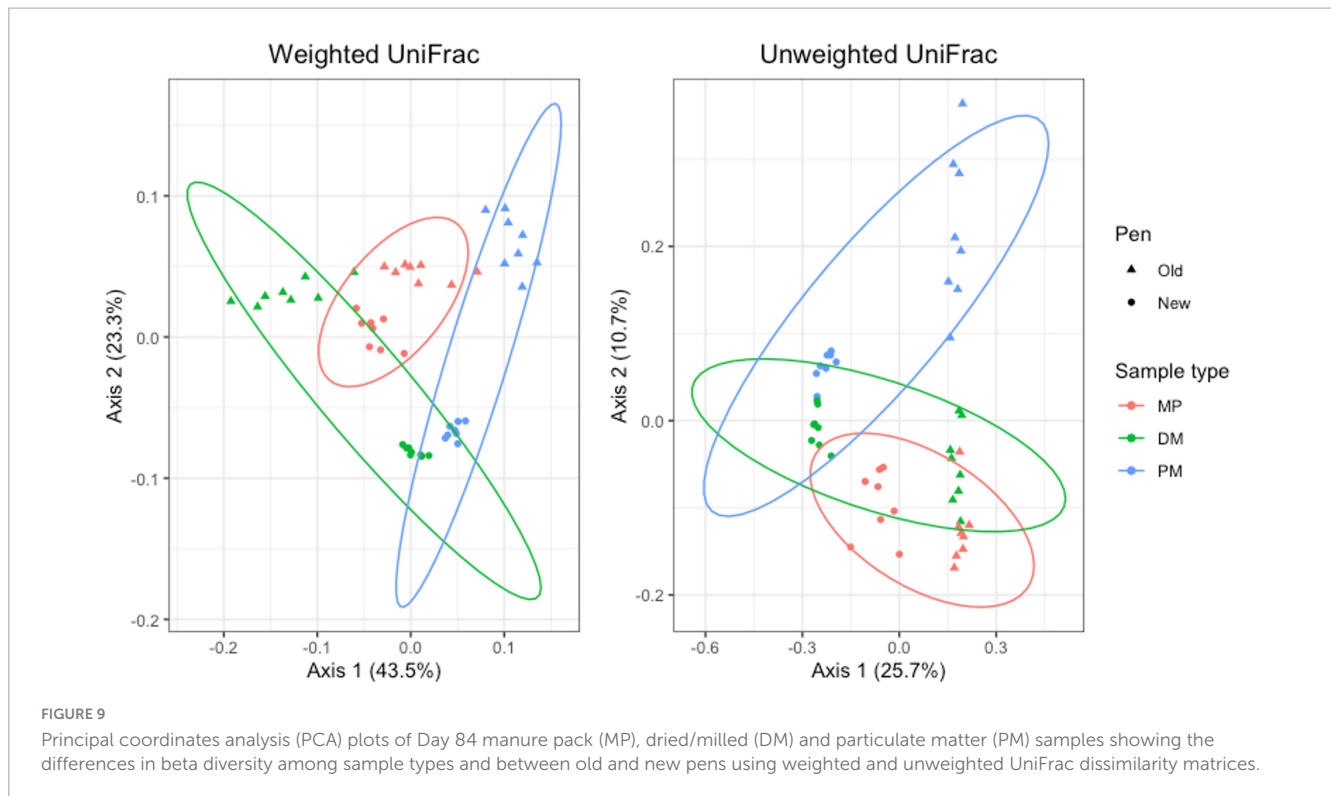 Weighted UniFrac
Unweighted UniFrac
Axis 2 (23.3%)
0.1
0.0
-0.1
-0.2
-0.2
-0.1
0.0
0.1
Axis 1 (43.5%)
Axis 2 (10.7%)
0.2
0.0
-0.2
-0.6
-0.3
0.0
0.3
Axis 1 (25.7%)
Pen
Old
New
Sample type
MP
DM
PM
FIGURE 9
Principal coordinates analysis (PCA) plots of Day 84 manure pack (MP), dried/milled (DM) and particulate matter (PM) samples showing the
differences in beta diversity among sample types and between old and new pens using weighted and unweighted UniFrac dissimilarity matrices.